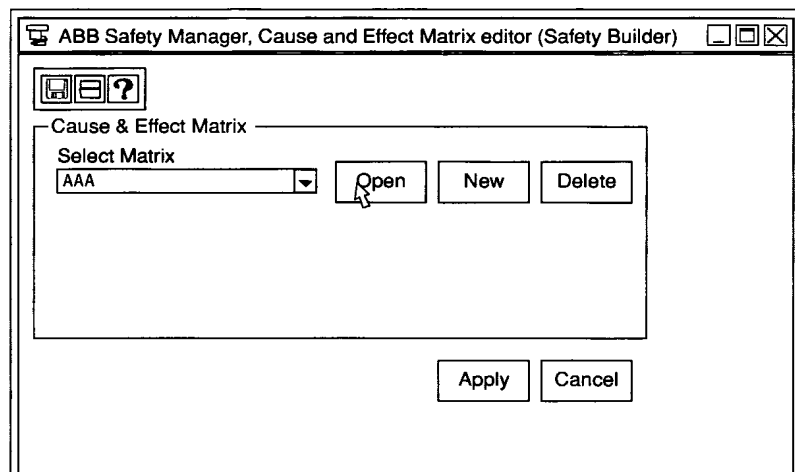 ABB Safety Manager, Cause and Effect Matrix editor (Safety Builder)
?
Cause & Effect Matrix
Select Matrix
AAA
Open
New
Delete
Apply
Cancel